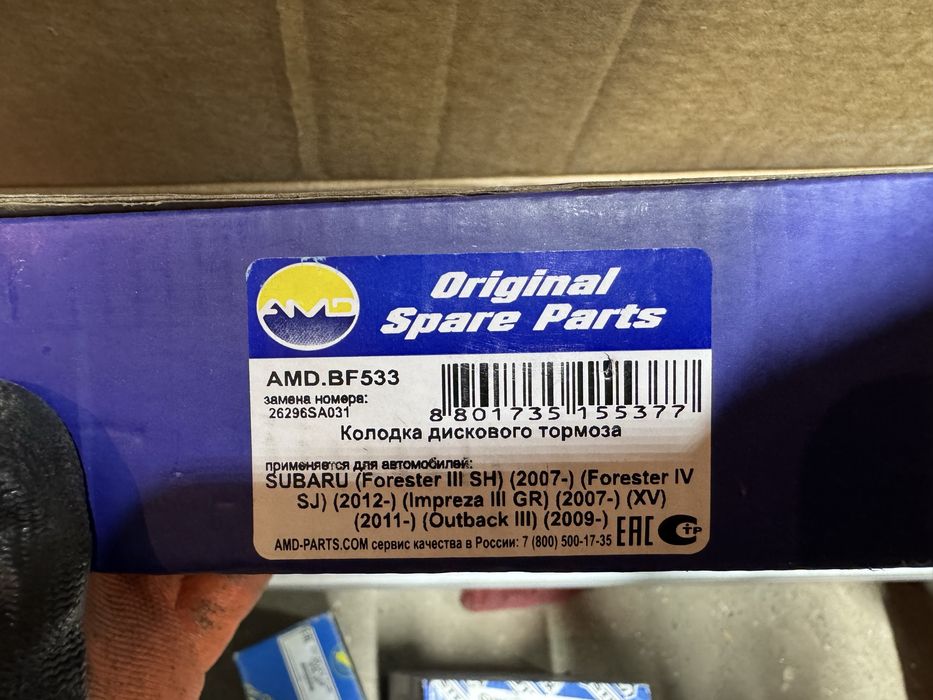 AMD
Original
Spare Parts
AMD.BF533
замена номера:
26296SA031
8 801735 155377
Колодка дискового тормоза
применяется для автомобилей:
SUBARU (Forester III SH) (2007-) (Forester IV
SJ) (2012-) (Impreza III GR) (2007-) (XV)
(2011-) (Outback III) (2009-)
AMD-PARTS.COM сервис качества в России: 7 (800) 500-17-35
EAC
СТР